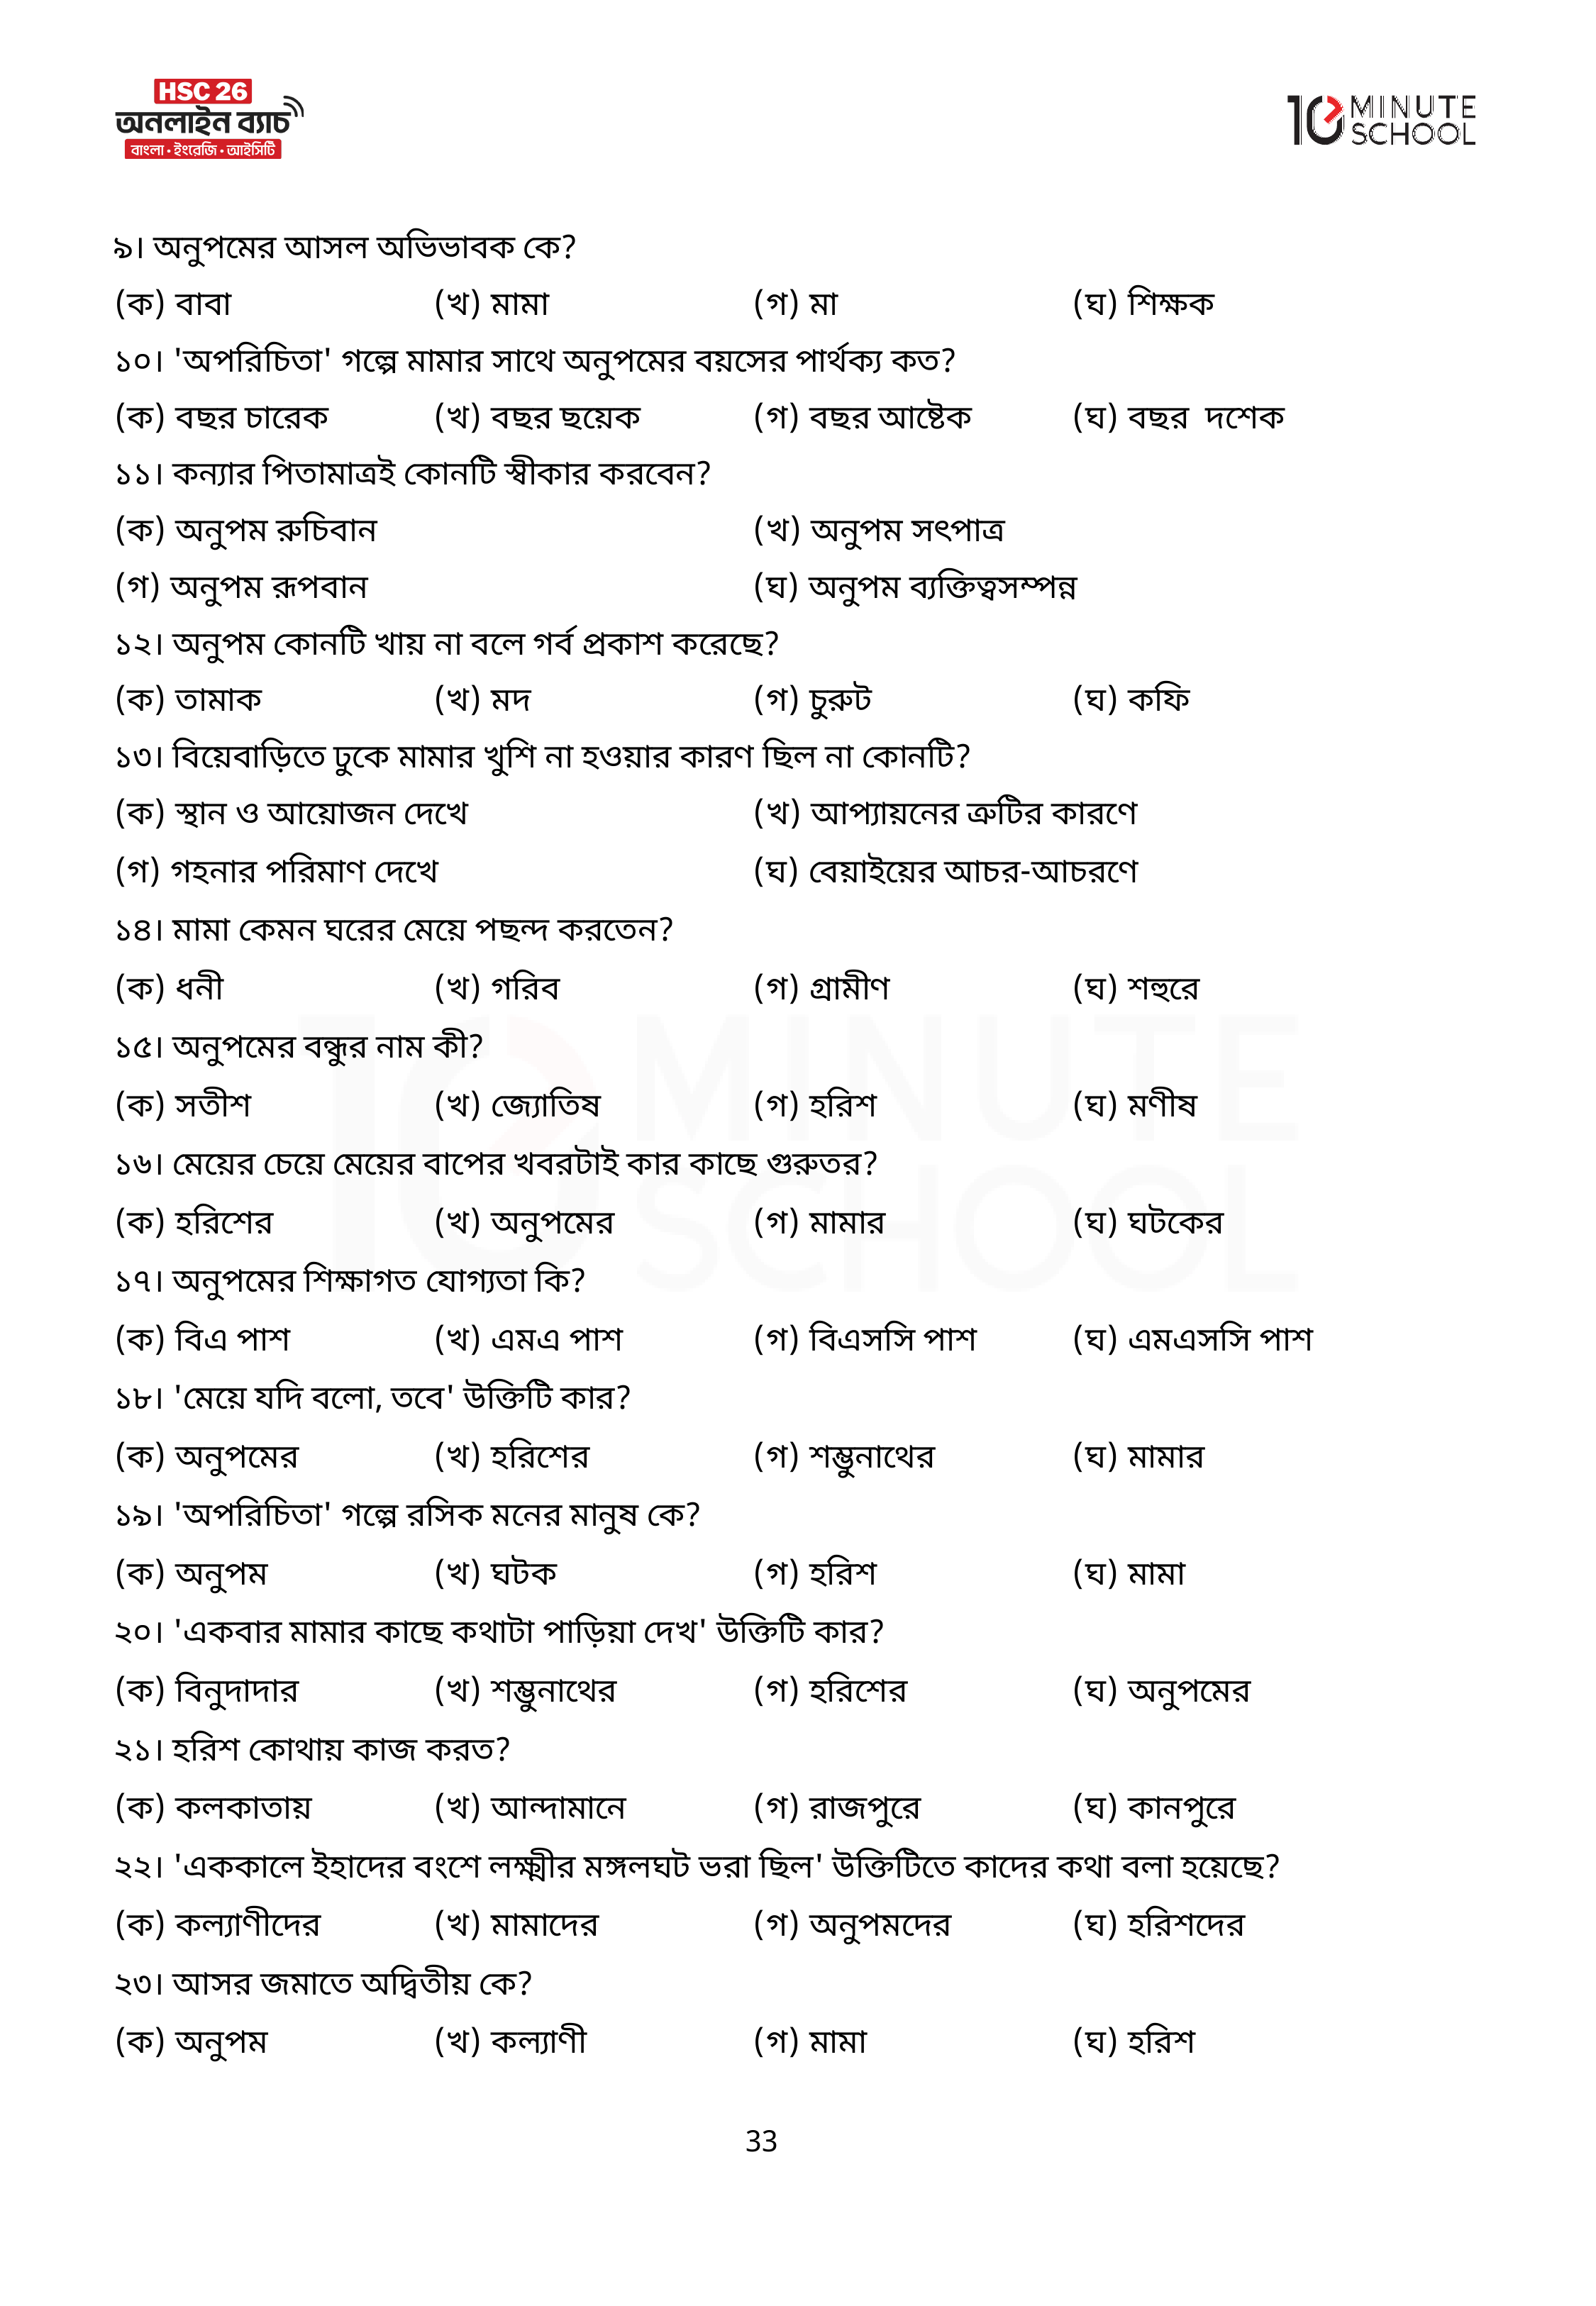 HSC 26
অনলাইন ব্যাচ
বাংলা • ইংরেজি • আইসিটি
10 MINUTE SCHOOL
৯। অনুপমের আসল অভিভাবক কে?
(ক) বাবা (খ) মামা (গ) মা (ঘ) শিক্ষক
১০। 'অপরিচিতা' গল্পে মামার সাথে অনুপমের বয়সের পার্থক্য কত?
(ক) বছর চারেক (খ) বছর ছয়েক (গ) বছর আষ্টেক (ঘ) বছর দশেক
১১। কন্যার পিতামাত্রই কোনটি স্বীকার করবেন?
(ক) অনুপম রুচিবান (খ) অনুপম সৎপাত্র
(গ) অনুপম রূপবান (ঘ) অনুপম ব্যক্তিত্বসম্পন্ন
১২। অনুপম কোনটি খায় না বলে গর্ব প্রকাশ করেছে?
(ক) তামাক (খ) মদ (গ) চুরুট (ঘ) কফি
১৩। বিয়েবাড়িতে ঢুকে মামার খুশি না হওয়ার কারণ ছিল না কোনটি?
(ক) স্থান ও আয়োজন দেখে (খ) আপ্যায়নের ত্রুটির কারণে
(গ) গহনার পরিমাণ দেখে (ঘ) বেয়াইয়ের আচর-আচরণে
১৪। মামা কেমন ঘরের মেয়ে পছন্দ করতেন?
(ক) ধনী (খ) গরিব (গ) গ্রামীণ (ঘ) শহুরে
১৫। অনুপমের বন্ধুর নাম কী?
(ক) সতীশ (খ) জ্যোতিষ (গ) হরিশ (ঘ) মণীষ
১৬। মেয়ের চেয়ে মেয়ের বাপের খবরটাই কার কাছে গুরুতর?
(ক) হরিশের (খ) অনুপমের (গ) মামার (ঘ) ঘটকের
১৭। অনুপমের শিক্ষাগত যোগ্যতা কি?
(ক) বিএ পাশ (খ) এমএ পাশ (গ) বিএসসি পাশ (ঘ) এমএসসি পাশ
১৮। 'মেয়ে যদি বলো, তবে' উক্তিটি কার?
(ক) অনুপমের (খ) হরিশের (গ) শম্ভুনাথের (ঘ) মামার
১৯। 'অপরিচিতা' গল্পে রসিক মনের মানুষ কে?
(ক) অনুপম (খ) ঘটক (গ) হরিশ (ঘ) মামা
২০। 'একবার মামার কাছে কথাটা পাড়িয়া দেখ' উক্তিটি কার?
(ক) বিনুদাদার (খ) শম্ভুনাথের (গ) হরিশের (ঘ) অনুপমের
২১। হরিশ কোথায় কাজ করত?
(ক) কলকাতায় (খ) আন্দামানে (গ) রাজপুরে (ঘ) কানপুরে
২২। 'এককালে ইহাদের বংশে লক্ষ্মীর মঙ্গলঘট ভরা ছিল' উক্তিটিতে কাদের কথা বলা হয়েছে?
(ক) কল্যাণীদের (খ) মামাদের (গ) অনুপমদের (ঘ) হরিশদের
২৩। আসর জমাতে অদ্বিতীয় কে?
(ক) অনুপম (খ) কল্যাণী (গ) মামা (ঘ) হরিশ
33